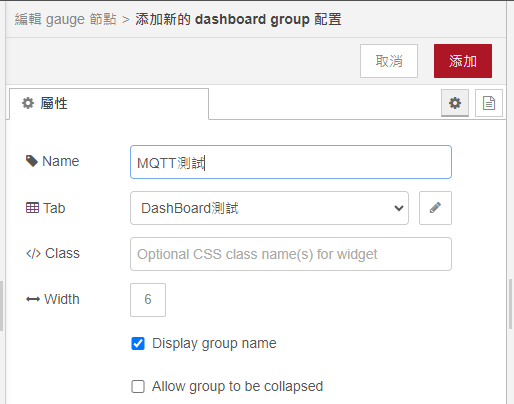 編輯 gauge 節點 > 添加新的 dashboard group 配置
取消 添加
屬性
Name MQTT測試
Tab DashBoard測試
Class Optional CSS class name(s) for widget
Width 6
Display group name
Allow group to be collapsed